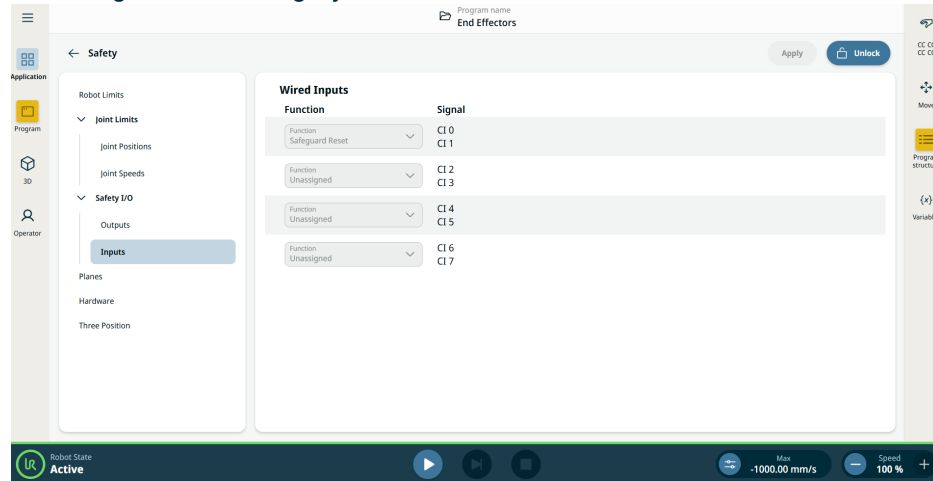 Program name
End Effectors
Safety
Apply
Unlock
Application
Program
3D
Operator
Robot Limits
Joint Limits
Joint Positions
Joint Speeds
Safety I/O
Outputs
Inputs
Planes
Hardware
Three Position
Wired Inputs
Function Signal
Function
Safeguard Reset
CI 0
CI 1
Function
Unassigned
CI 2
CI 3
Function
Unassigned
CI 4
CI 5
Function
Unassigned
CI 6
CI 7
{x}
UR
Robot State
Active
Max
-1000.00 mm/s
Speed
100 %